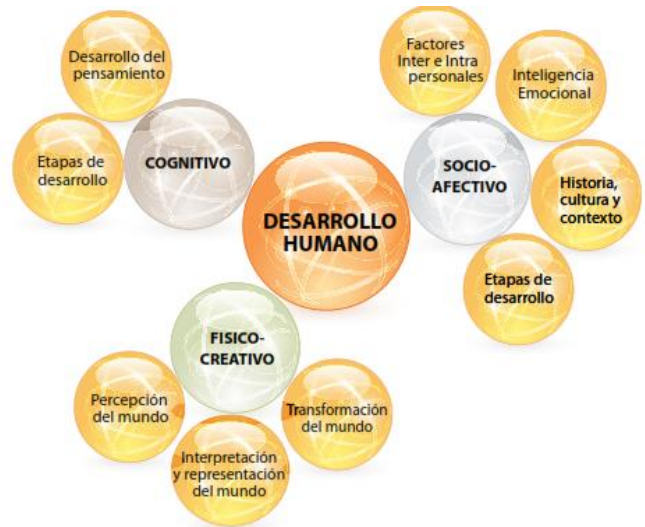 Desarrollo del
pensamiento
Etapas de
desarrollo
COGNITIVO
Factores
Inter e Intra
personales
Inteligencia
Emocional
SOCIO-
AFECTIVO
Historia,
cultura y
contexto
Etapas de
desarrollo
DESARROLLO
HUMANO
FISICO-
CREATIVO
Percepción
del mundo
Interpretación
y representación
del mundo
Transformación
del mundo